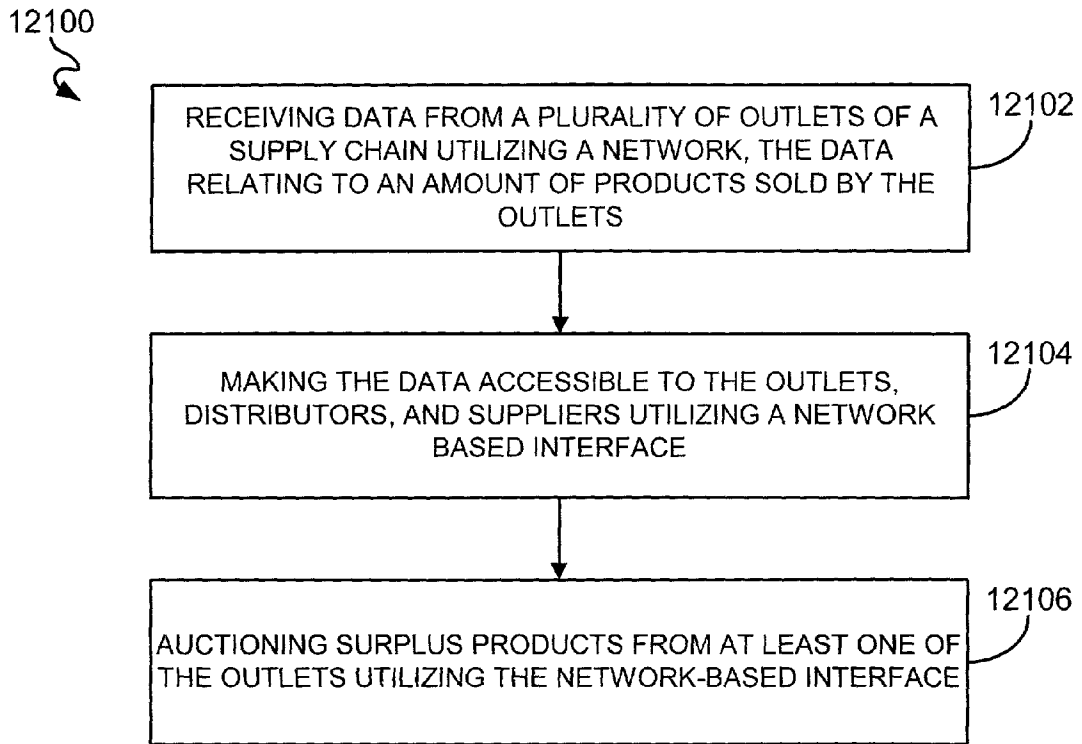 12100
RECEIVING DATA FROM A PLURALITY OF OUTLETS OF A
SUPPLY CHAIN UTILIZING A NETWORK, THE DATA
RELATING TO AN AMOUNT OF PRODUCTS SOLD BY THE
OUTLETS
12102
MAKING THE DATA ACCESSIBLE TO THE OUTLETS,
DISTRIBUTORS, AND SUPPLIERS UTILIZING A NETWORK
BASED INTERFACE
12104
AUCTIONING SURPLUS PRODUCTS FROM AT LEAST ONE OF
THE OUTLETS UTILIZING THE NETWORK-BASED INTERFACE
12106